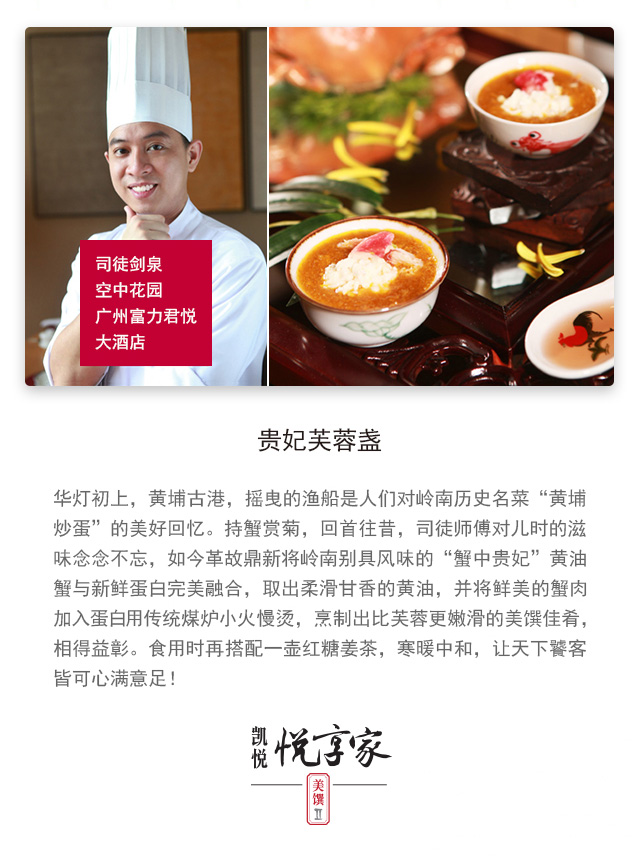 司徒剑泉
空中花园
广州富力君悦
大酒店
贵妃芙蓉盏
华灯初上，黄埔古港，摇曳的渔船是人们对岭南历史名菜“黄埔
炒蛋”的美好回忆。持蟹赏菊，回首往昔，司徒师傅对儿时的滋
味念念不忘，如今革故鼎新将岭南别具风味的“蟹中贵妃”黄油
蟹与新鲜蛋白完美融合，取出柔滑甘香的黄油，并将鲜美的蟹肉
加入蛋白用传统煤炉小火慢烫，烹制出比芙蓉更嫩滑的美馔佳肴，
相得益彰。食用时再搭配一壶红糖姜茶，寒暖中和，让天下饕客
皆可心满意足！
凯悦
悦享家
美馔